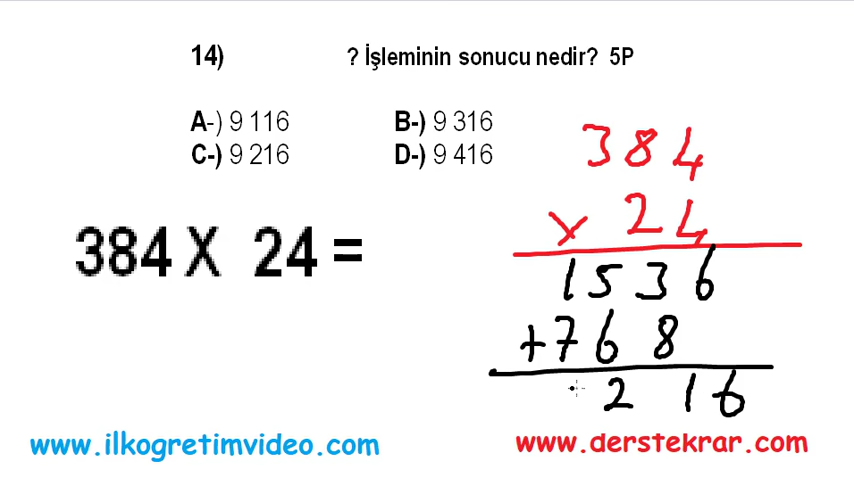 14) ? İşleminin sonucu nedir? 5P
A-) 9 116 B-) 9 316
C-) 9 216 D-) 9 416
384 X 24 =
384
x 24
1536
+768
216
www.ilkogretimvideo.com
www.derstekrar.com